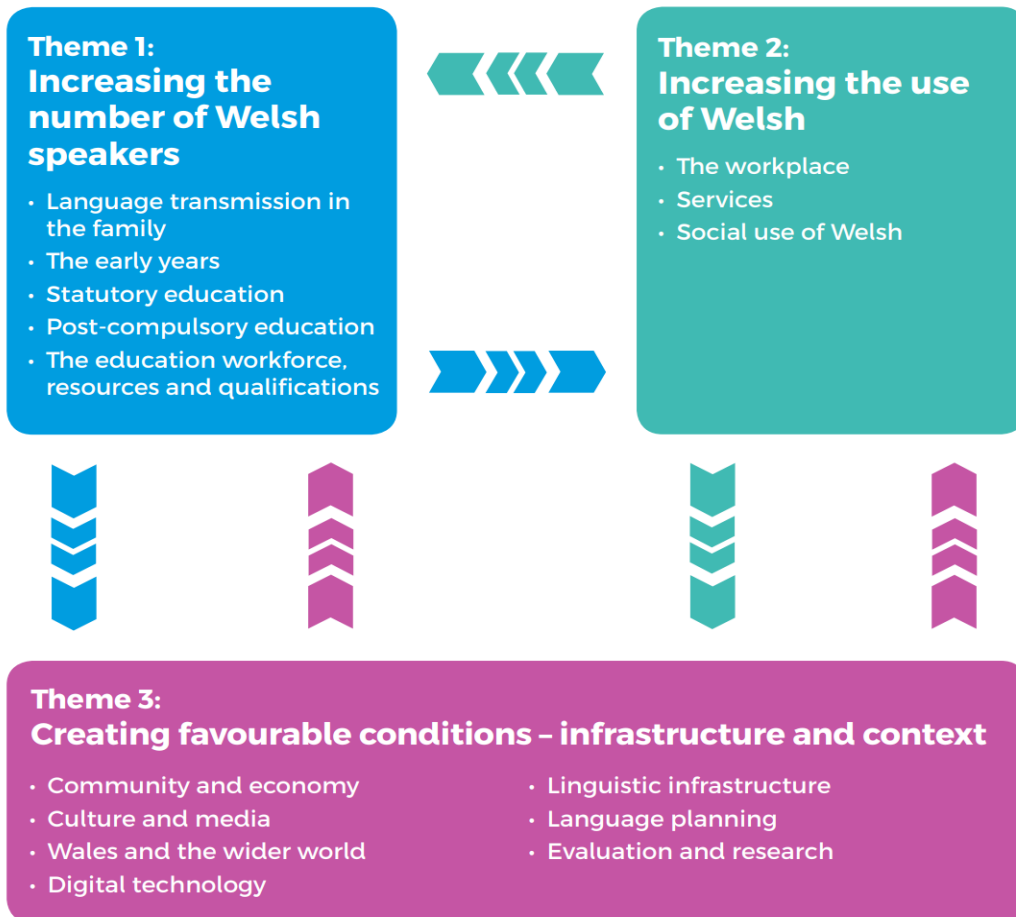 Theme 1:
Increasing the
number of Welsh
speakers
• Language transmission in
the family
• The early years
• Statutory education
• Post-compulsory education
• The education workforce,
resources and qualifications
Theme 2:
Increasing the use
of Welsh
• The workplace
• Services
• Social use of Welsh
Theme 3:
Creating favourable conditions – infrastructure and context
• Community and economy
• Culture and media
• Wales and the wider world
• Digital technology
• Linguistic infrastructure
• Language planning
• Evaluation and research